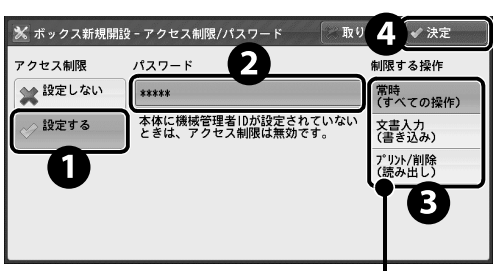 ボックス新規開設 - アクセス制限/パスワード
取り
4
決定
アクセス制限
パスワード
2
制限する操作
設定しない
*****
常時
(すべての操作)
設定する
本体に機械管理者IDが設定されていない
ときは、アクセス制限は無効です。
文書入力
(書き込み)
1
プリント/削除
(読み出し)
3